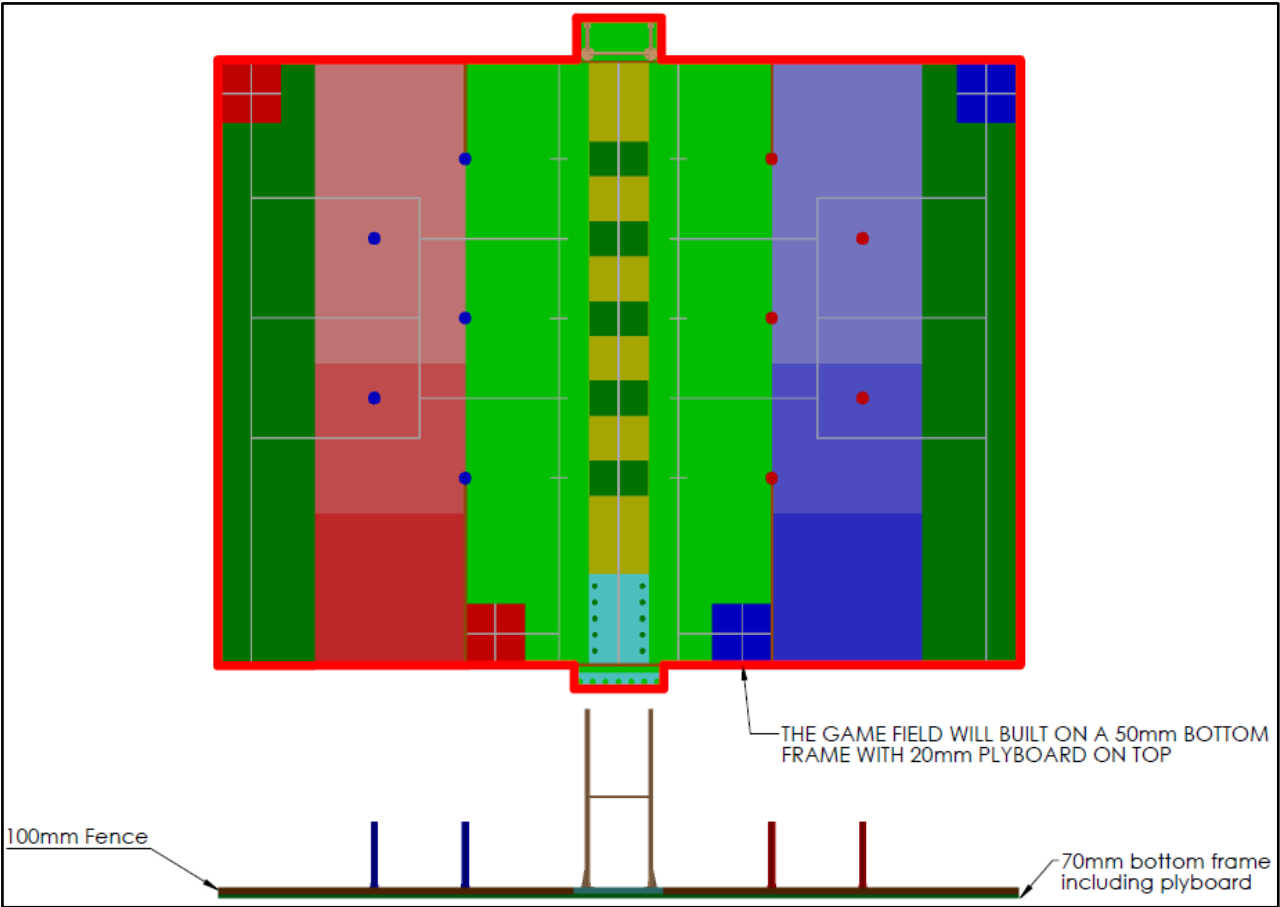 THE GAME FIELD WILL BUILT ON A 50mm BOTTOM
FRAME WITH 20mm PLYBOARD ON TOP
100mm Fence
70mm bottom frame
including plyboard